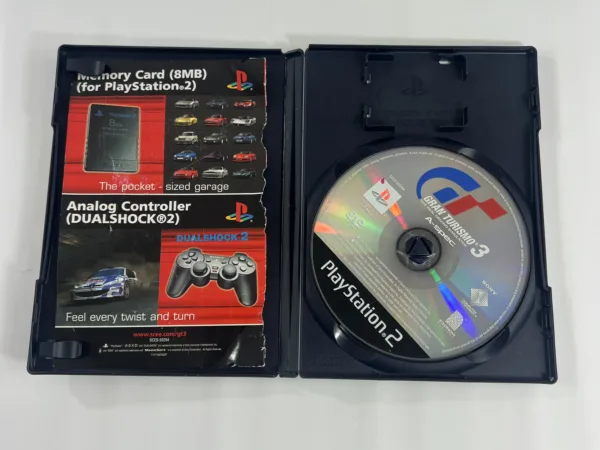 Memory Card (8MB)
(for PlayStation®2)
The pocket - sized garage
Analog Controller
(DUALSHOCK®2)
DUALSHOCK 2
Feel every twist and turn
www.scee.com/gt3
GRAN TURISMO 3
A-spec
SONY
PlayStation®2